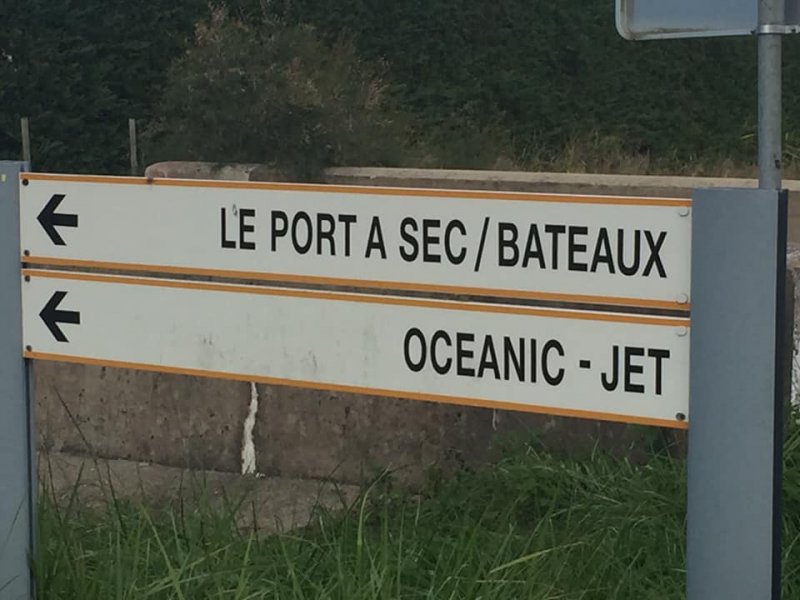 LE PORT A SEC / BATEAUX
OCEANIC - JET